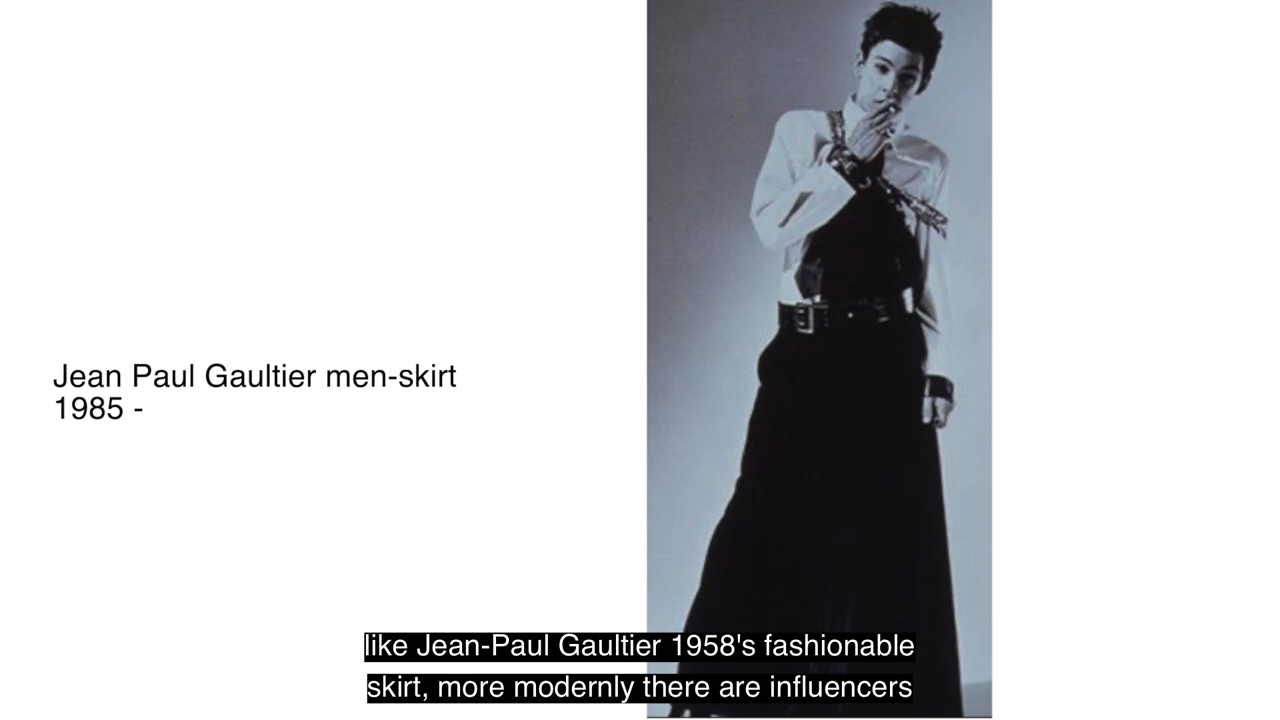 Jean Paul Gaultier men-skirt
1985 -
like Jean-Paul Gaultier 1958's fashionable
skirt, more modernly there are influencers